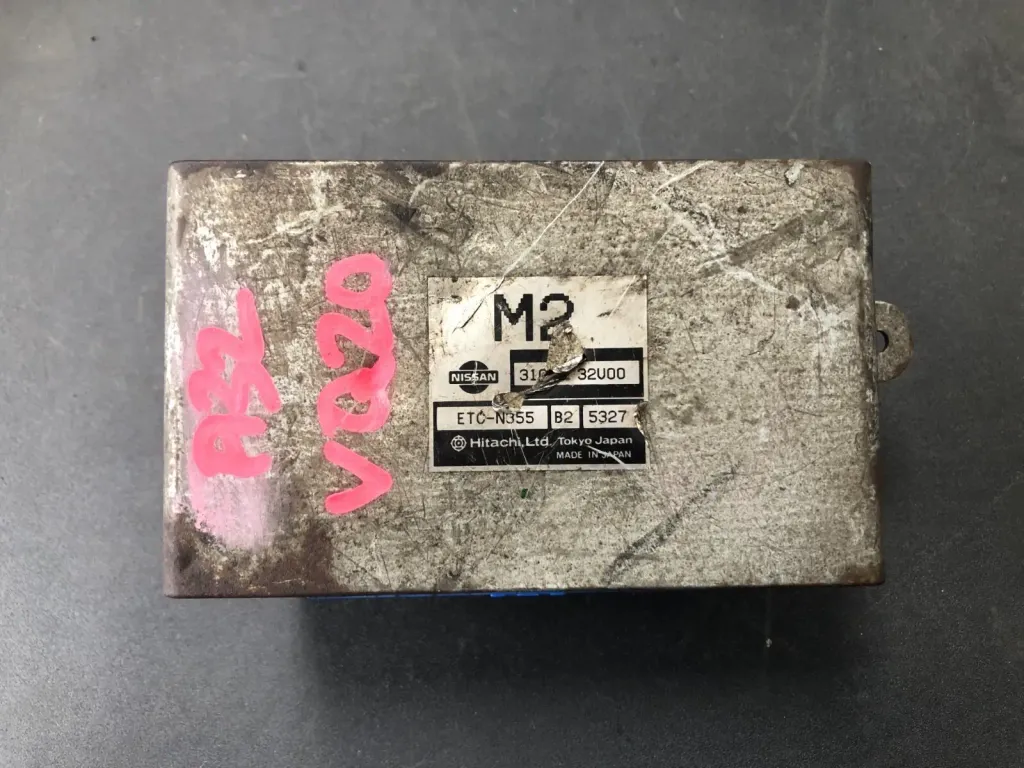 A32
VQ20
M2
NISSAN
32U00
ETC-N355 B2 5327
Hitachi, Ltd. Tokyo Japan
MADE IN JAPAN